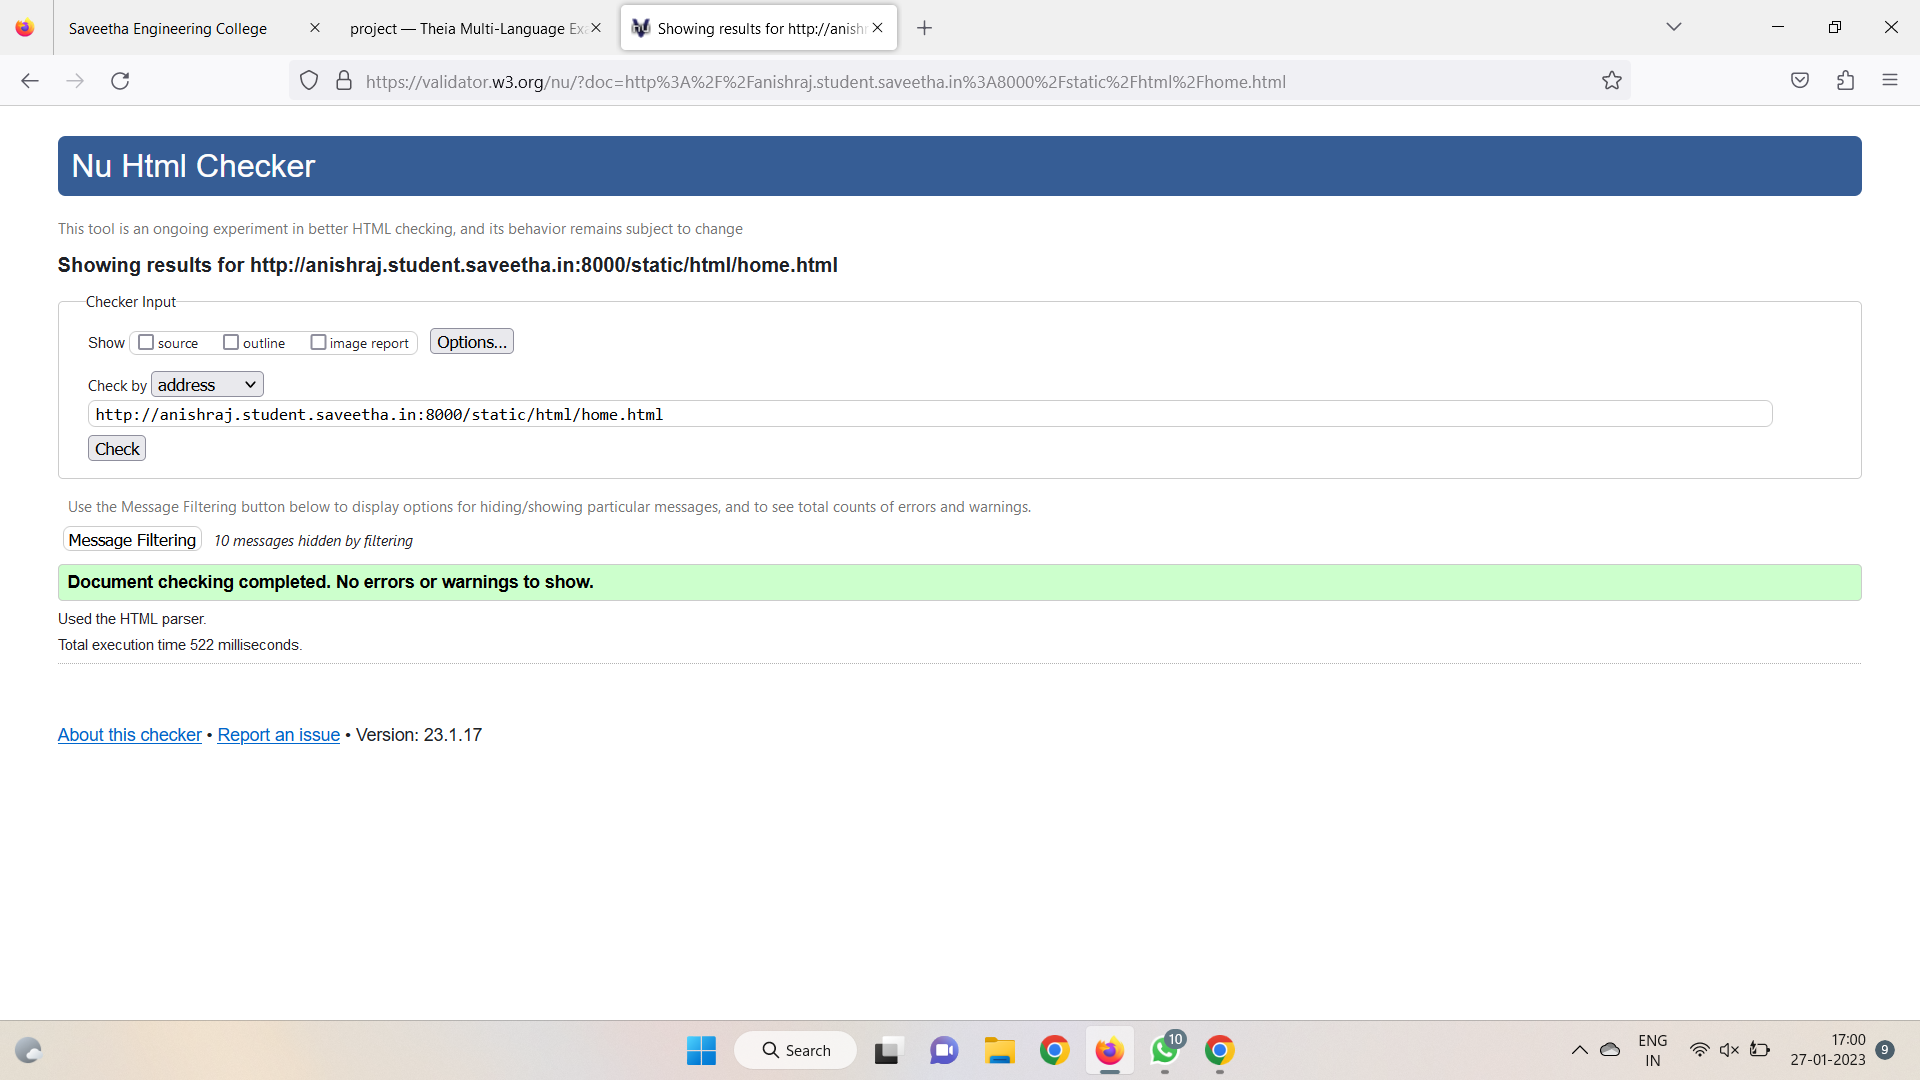 Saveetha Engineering College
project — Theia Multi-Language Exa
Showing results for http://anishr
https://validator.w3.org/nu/?doc=http%3A%2F%2Fanishraj.student.saveetha.in%3A8000%2Fstatic%2Fhtml%2Fhome.html
Nu Html Checker
This tool is an ongoing experiment in better HTML checking, and its behavior remains subject to change
Showing results for http://anishraj.student.saveetha.in:8000/static/html/home.html
Checker Input
Show source outline image report Options...
Check by address
http://anishraj.student.saveetha.in:8000/static/html/home.html
Check
Use the Message Filtering button below to display options for hiding/showing particular messages, and to see total counts of errors and warnings.
Message Filtering 10 messages hidden by filtering
Document checking completed. No errors or warnings to show.
Used the HTML parser.
Total execution time 522 milliseconds.
About this checker • Report an issue • Version: 23.1.17
Search
10
ENG
IN
17:00
27-01-2023
9